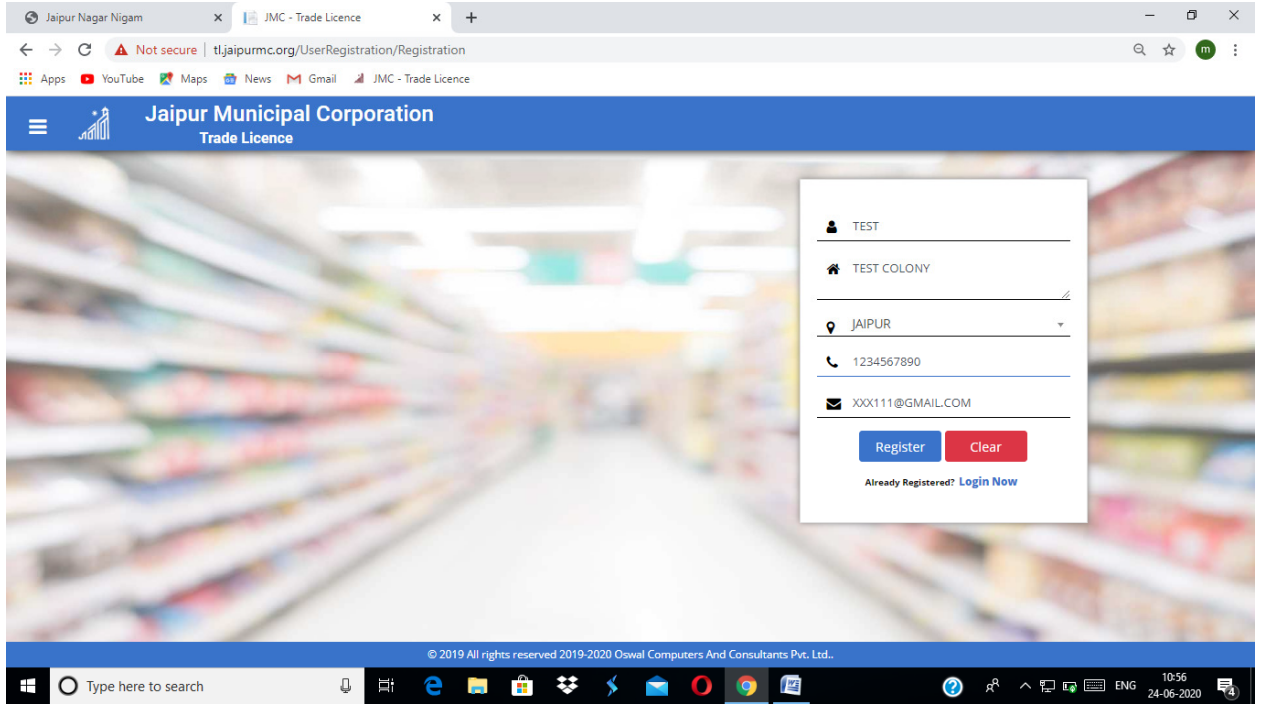 Jaipur Nagar Nigam
JMC - Trade Licence
Not secure | tl.jaipurmc.org/UserRegistration/Registration
m
Apps YouTube Maps News Gmail JMC - Trade Licence
Jaipur Municipal Corporation
Trade Licence
TEST
TEST COLONY
JAIPUR
1234567890
XXX111@GMAIL.COM
Register Clear
Already Registered? Login Now
© 2019 All rights reserved 2019-2020 Oswal Computers And Consultants Pvt. Ltd..
Type here to search
ENG
10:56
24-06-2020
4